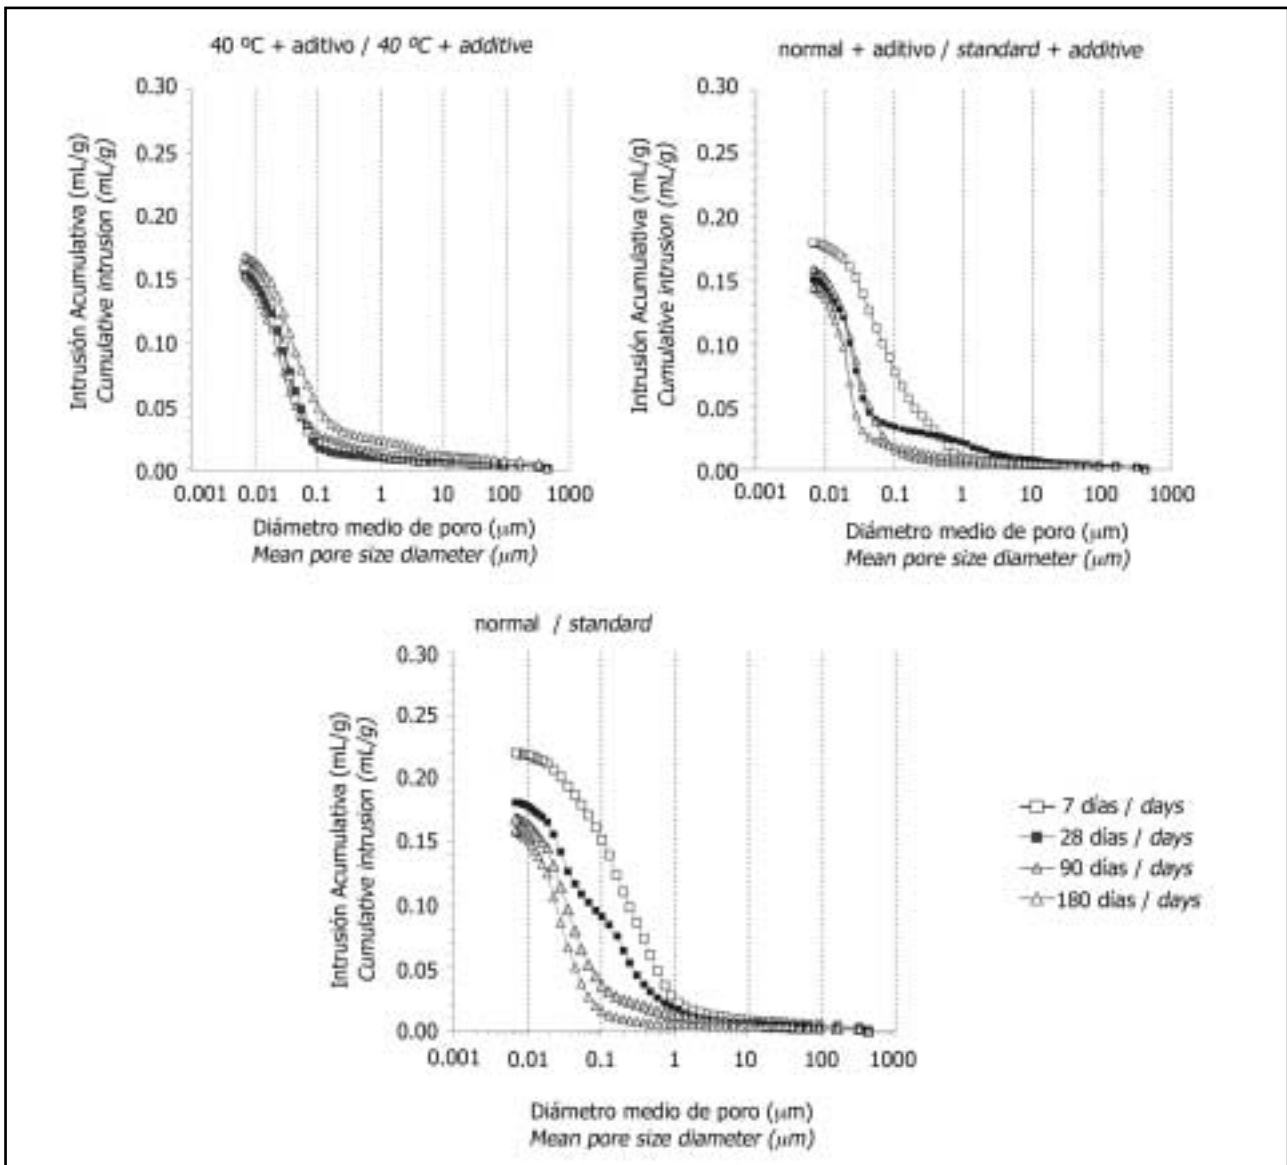 40 ºC + aditivo / 40 ºC + additive
Intrusión Acumulativa (mL/g)
Cumulative intrusion (mL/g)
0.30
0.25
0.20
0.15
0.10
0.05
0.00
0.001 0.01 0.1 1 10 100 1000
Diámetro medio de poro (µm)
Mean pore size diameter (µm)
normal + aditivo / standard + additive
Intrusión Acumulativa (mL/g)
Cumulative intrusion (mL/g)
0.30
0.25
0.20
0.15
0.10
0.05
0.00
0.001 0.01 0.1 1 10 100 1000
Diámetro medio de poro (µm)
Mean pore size diameter (µm)
normal / standard
Intrusión Acumulativa (mL/g)
Cumulative intrusion (mL/g)
0.30
0.25
0.20
0.15
0.10
0.05
0.00
0.001 0.01 0.1 1 10 100 1000
Diámetro medio de poro (µm)
Mean pore size diameter (µm)
7 días / days
28 días / days
90 días / days
180 días / days